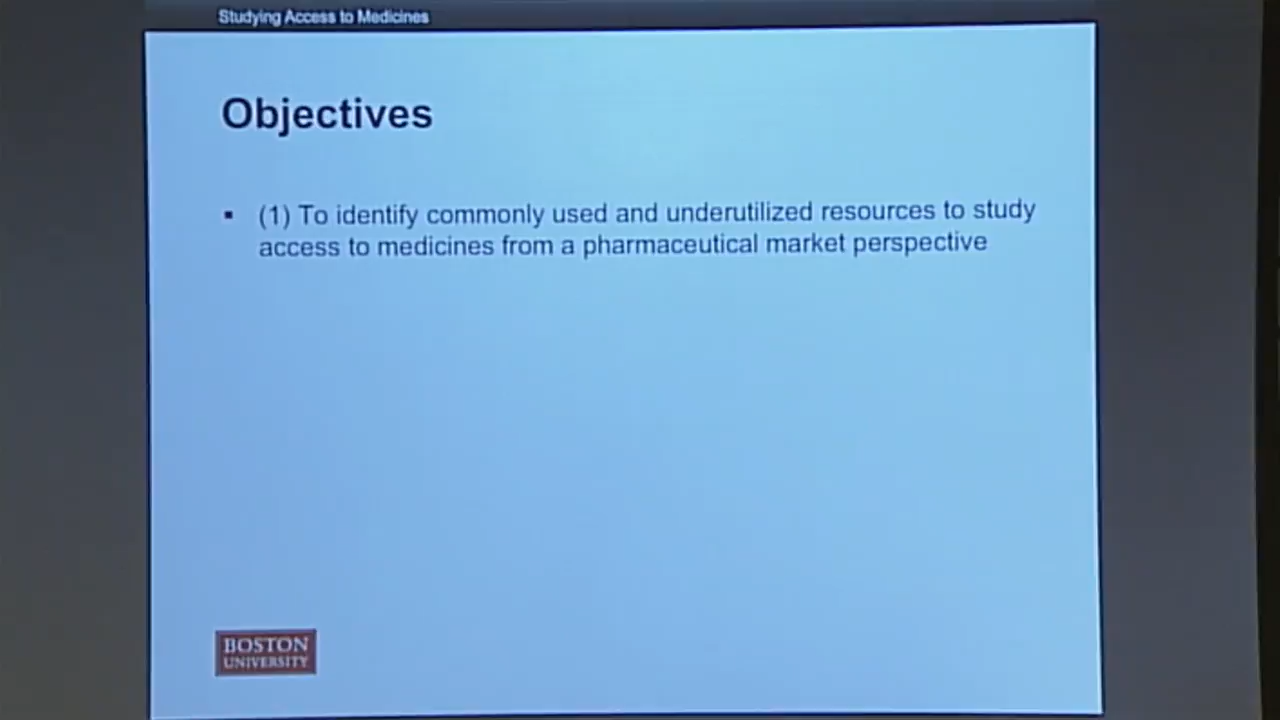 Studying Access to Medicines
Objectives
▪ (1) To identify commonly used and underutilized resources to study
access to medicines from a pharmaceutical market perspective
BOSTON
UNIVERSITY